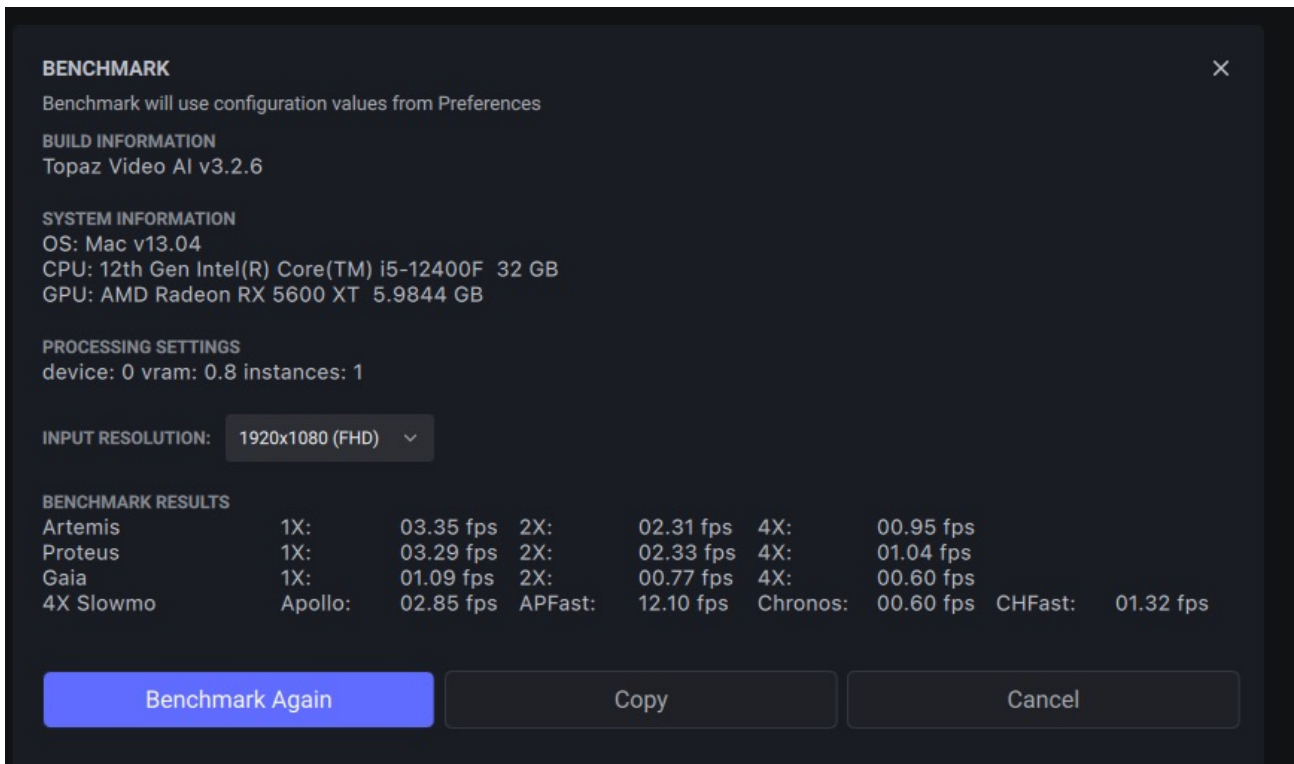 BENCHMARK
Benchmark will use configuration values from Preferences
BUILD INFORMATION
Topaz Video AI v3.2.6
SYSTEM INFORMATION
OS: Mac v13.04
CPU: 12th Gen Intel(R) Core(TM) i5-12400F  32 GB
GPU: AMD Radeon RX 5600 XT  5.9844 GB
PROCESSING SETTINGS
device: 0 vram: 0.8 instances: 1
INPUT RESOLUTION: 1920x1080 (FHD)
BENCHMARK RESULTS
Artemis 1X: 03.35 fps 2X: 02.31 fps 4X: 00.95 fps
Proteus 1X: 03.29 fps 2X: 02.33 fps 4X: 01.04 fps
Gaia 1X: 01.09 fps 2X: 00.77 fps 4X: 00.60 fps
4X Slowmo Apollo: 02.85 fps APFast: 12.10 fps Chronos: 00.60 fps CHFast: 01.32 fps
Benchmark Again Copy Cancel